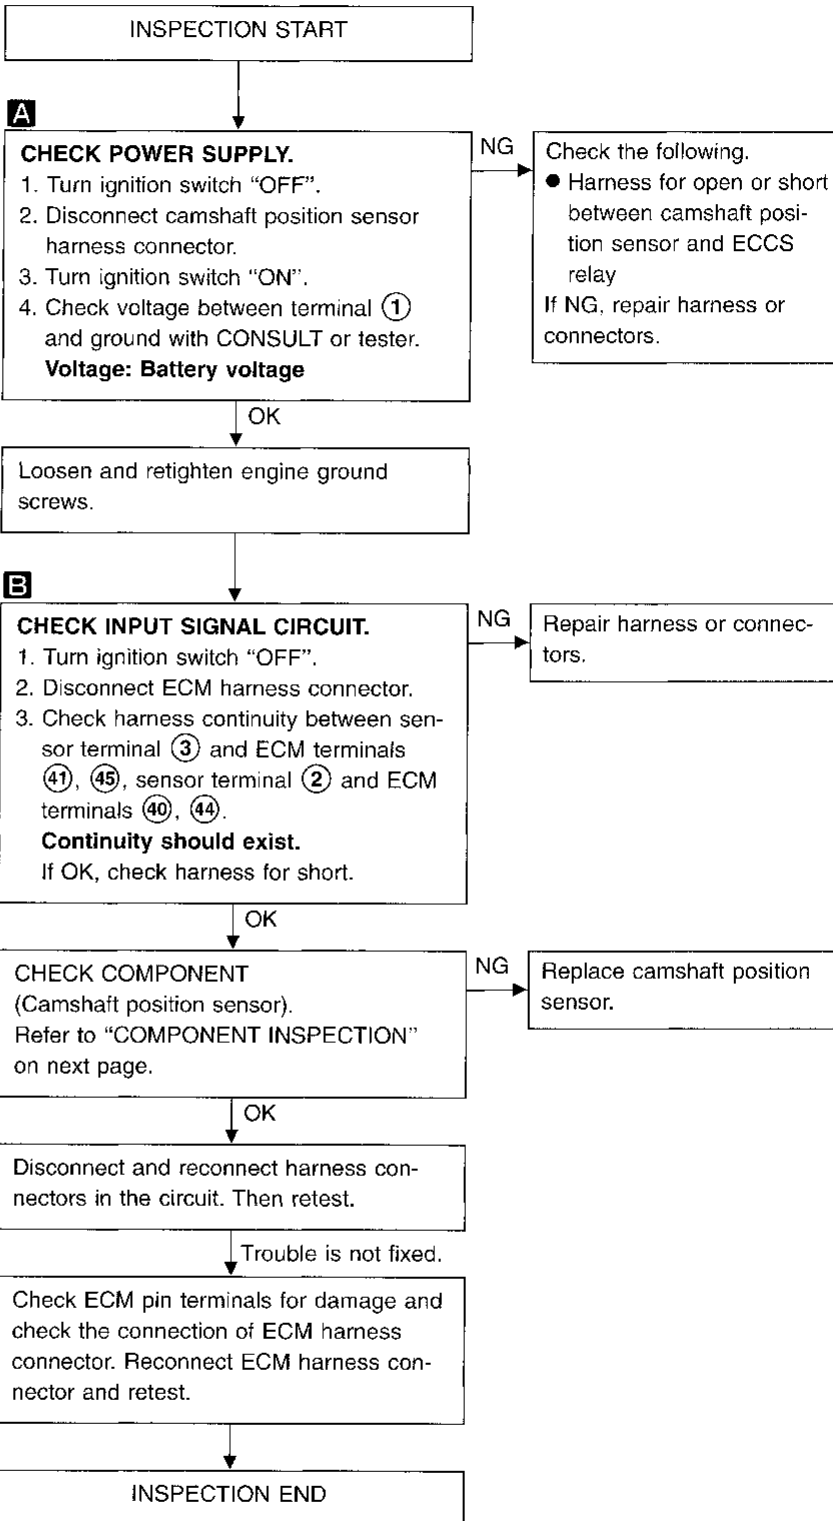 INSPECTION START
A
CHECK POWER SUPPLY.
1. Turn ignition switch “OFF”.
2. Disconnect camshaft position sensor
harness connector.
3. Turn ignition switch “ON”.
4. Check voltage between terminal ①
and ground with CONSULT or tester.
Voltage: Battery voltage
NG
Check the following.
● Harness for open or short
between camshaft posi-
tion sensor and ECCS
relay
If NG, repair harness or
connectors.
OK
Loosen and retighten engine ground
screws.
B
CHECK INPUT SIGNAL CIRCUIT.
1. Turn ignition switch “OFF”.
2. Disconnect ECM harness connector.
3. Check harness continuity between sen-
sor terminal ③ and ECM terminals
㊶, ㊺, sensor terminal ② and ECM
terminals ㊵, ㊹.
Continuity should exist.
If OK, check harness for short.
NG
Repair harness or connec-
tors.
OK
CHECK COMPONENT
(Camshaft position sensor).
Refer to “COMPONENT INSPECTION”
on next page.
NG
Replace camshaft position
sensor.
OK
Disconnect and reconnect harness con-
nectors in the circuit. Then retest.
Trouble is not fixed.
Check ECM pin terminals for damage and
check the connection of ECM harness
connector. Reconnect ECM harness con-
nector and retest.
INSPECTION END